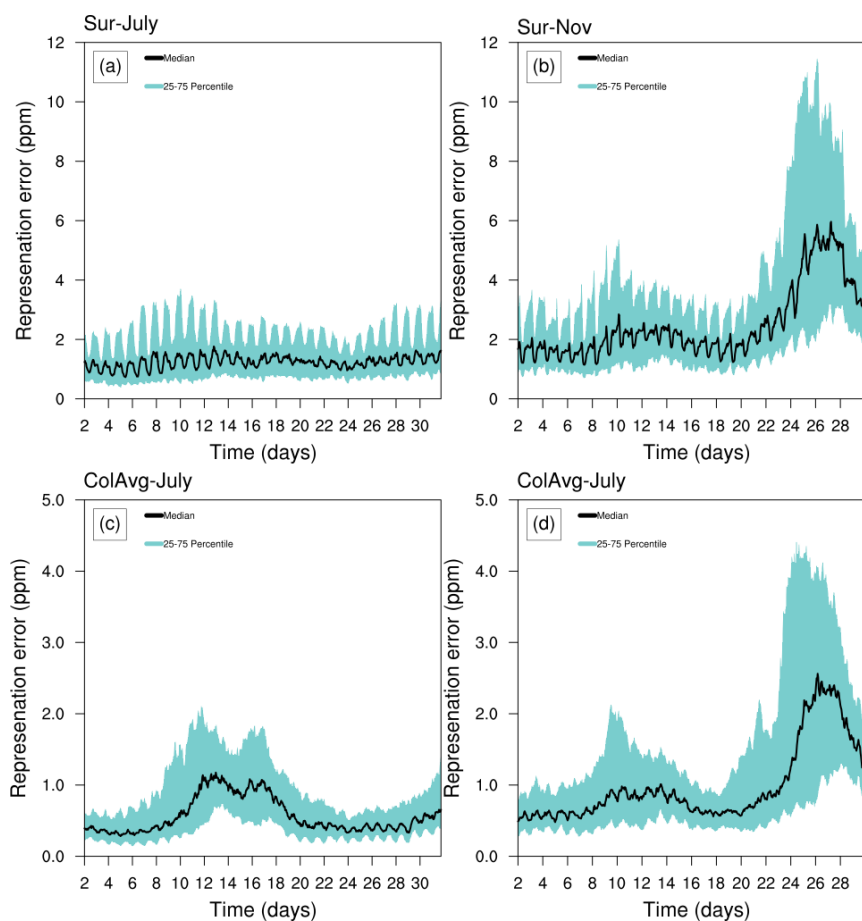 Sur-July
Sur-Nov
12
10
8
6
4
2
0
Represenation error (ppm)
(a)
Median
25-75 Percentile
2 4 6 8 10 12 14 16 18 20 22 24 26 28 30
Time (days)
12
10
8
6
4
2
0
Represenation error (ppm)
(b)
Median
25-75 Percentile
2 4 6 8 10 12 14 16 18 20 22 24 26 28
Time (days)
ColAvg-July
ColAvg-July
5.0
4.0
3.0
2.0
1.0
0.0
Represenation error (ppm)
(c)
Median
25-75 Percentile
2 4 6 8 10 12 14 16 18 20 22 24 26 28 30
Time (days)
5.0
4.0
3.0
2.0
1.0
0.0
Represenation error (ppm)
(d)
Median
25-75 Percentile
2 4 6 8 10 12 14 16 18 20 22 24 26 28
Time (days)